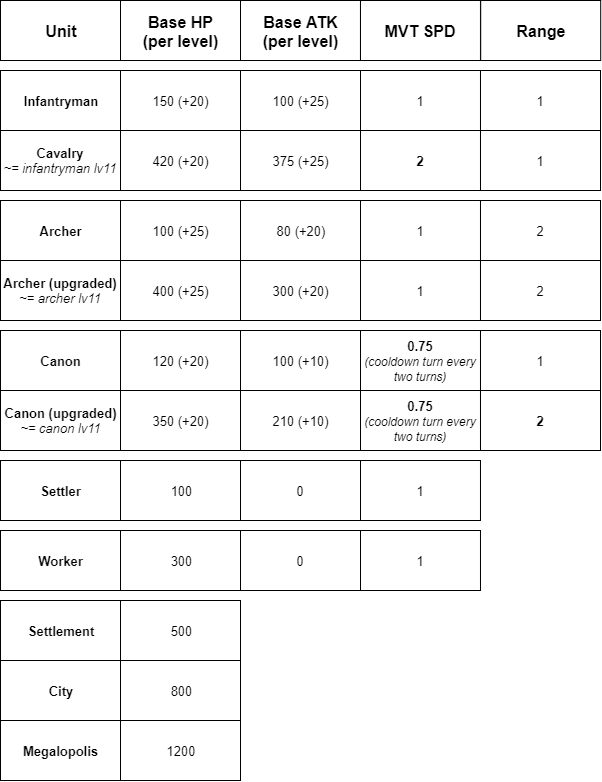 Unit
Base HP
(per level)
Base ATK
(per level)
MVT SPD
Range
Infantryman
150 (+20)
100 (+25)
1
1
Cavalry
~= infantryman lv11
420 (+20)
375 (+25)
2
1
Archer
100 (+25)
80 (+20)
1
2
Archer (upgraded)
~= archer lv11
400 (+25)
300 (+20)
1
2
Canon
120 (+20)
100 (+10)
0.75
(cooldown turn every
two turns)
1
Canon (upgraded)
~= canon lv11
350 (+20)
210 (+10)
0.75
(cooldown turn every
two turns)
2
Settler
100
0
1
Worker
300
0
1
Settlement
500
City
800
Megalopolis
1200